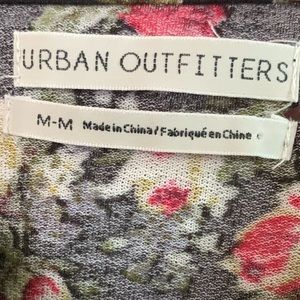 URBAN OUTFITTERS
M-M Made in China / Fabriqué en Chine